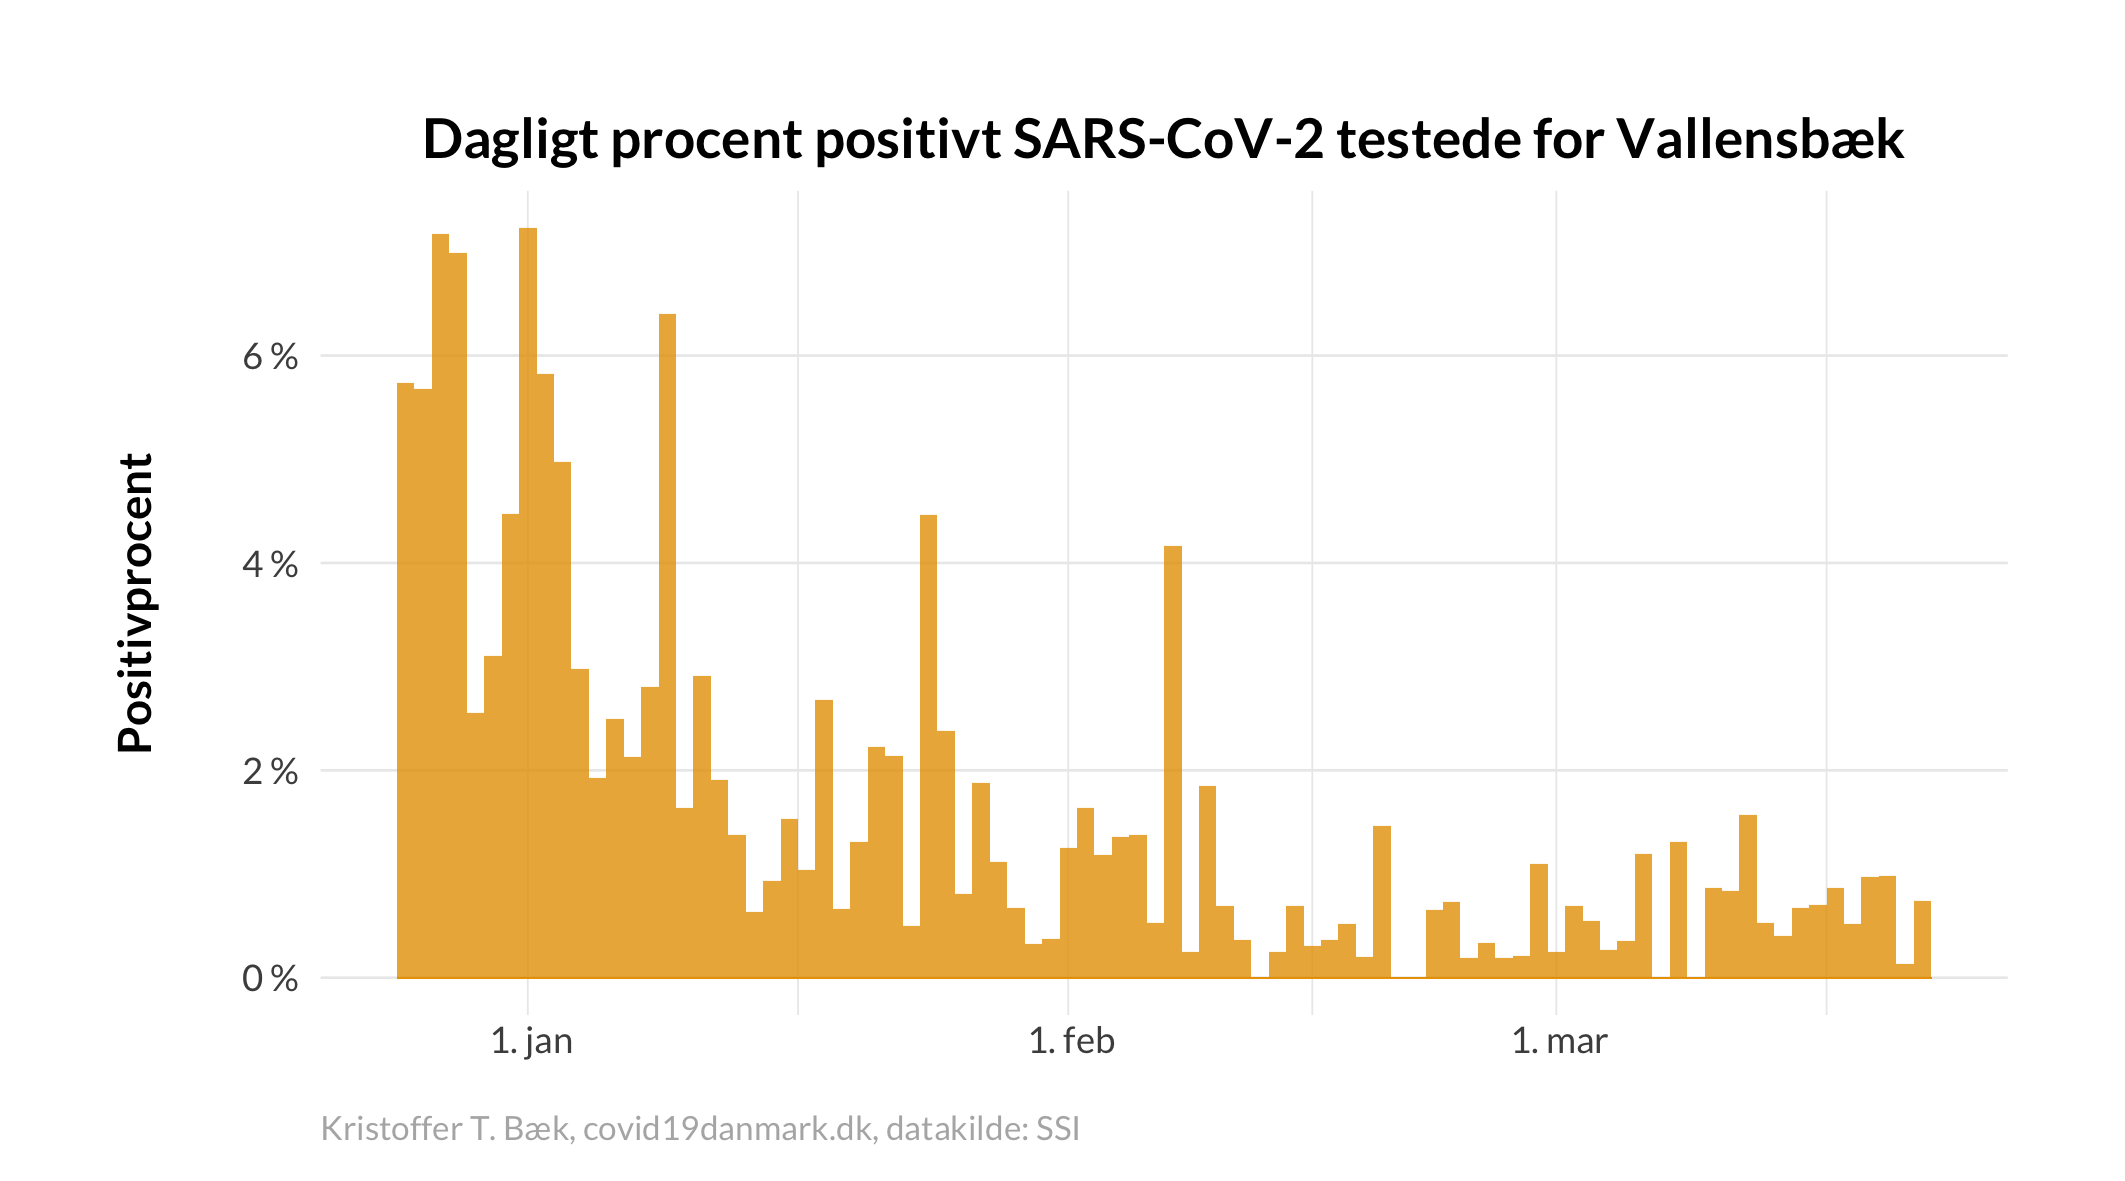 Dagligt procent positivt SARS-CoV-2 testede for Vallensbæk
Positivprocent
6 %
4 %
2 %
0 %
1. jan
1. feb
1. mar
Kristoffer T. Bæk, covid19danmark.dk, datakilde: SSI